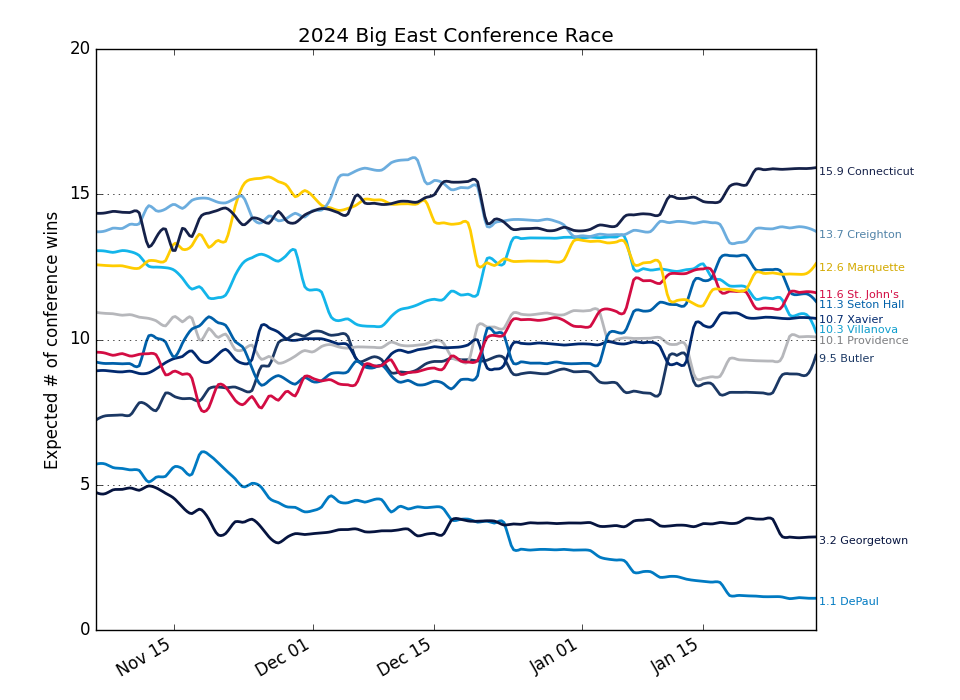 2024 Big East Conference Race
Expected # of conference wins
20
15
10
5
0
15.9 Connecticut
13.7 Creighton
12.6 Marquette
11.6 St. John's
11.3 Seton Hall
10.7 Xavier
10.3 Villanova
10.1 Providence
9.5 Butler
3.2 Georgetown
1.1 DePaul
Nov 15
Dec 01
Dec 15
Jan 01
Jan 15